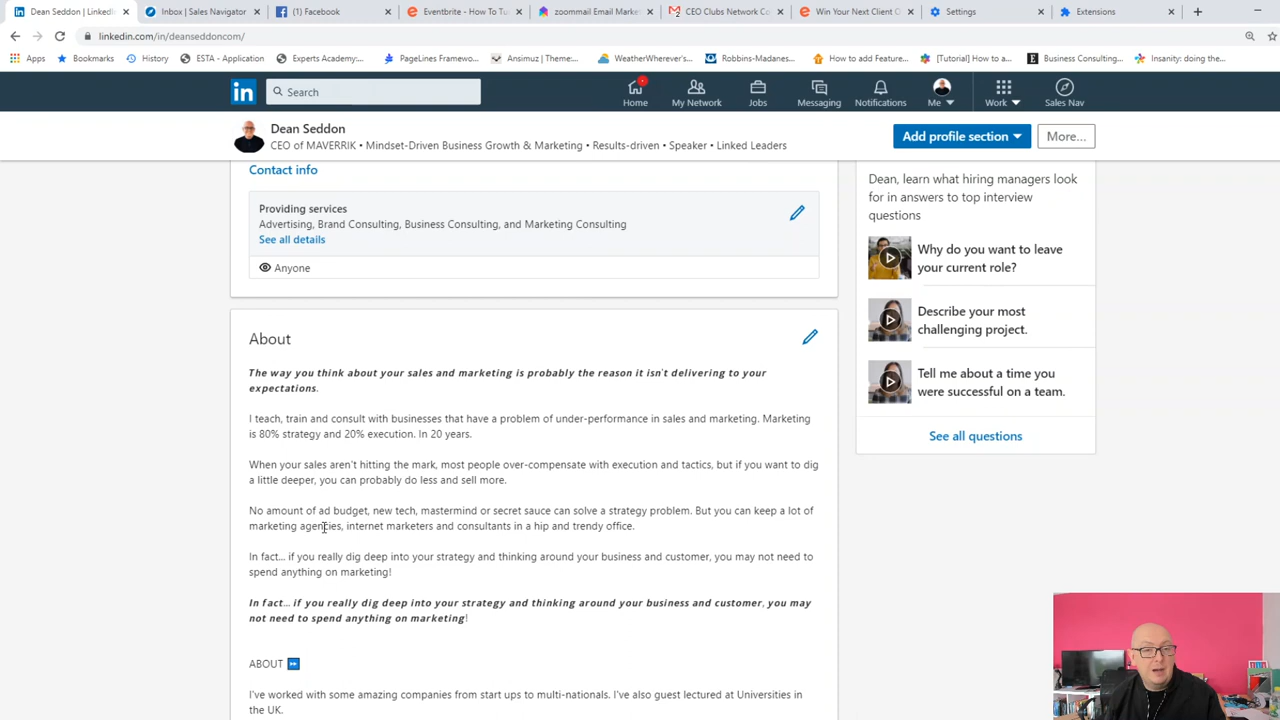 Dean Seddon | LinkedIn
Inbox | Sales Navigator
(1) Facebook
Eventbrite - How To Tu
zoommail Email Marke
CEO Clubs Network Co
Win Your Next Client O
Settings
Extensions
linkedin.com/in/deanseddoncom/
Apps
Bookmarks
History
ESTA - Application
Experts Academy:...
PageLines Framewo...
Ansimuz | Theme:...
WeatherWherever's...
Robbins-Madanes...
How to add Feature...
[Tutorial] How to a...
Business Consulting...
Insanity: doing the...
in
Search
Home
My Network
Jobs
Messaging
Notifications
Me
Work
Sales Nav
Dean Seddon
CEO of MAVERRIK • Mindset-Driven Business Growth & Marketing • Results-driven • Speaker • Linked Leaders
Add profile section
More...
Contact info
Providing services
Advertising, Brand Consulting, Business Consulting, and Marketing Consulting
See all details
Anyone
About
The way you think about your sales and marketing is probably the reason it isn't delivering to your
expectations.
I teach, train and consult with businesses that have a problem of under-performance in sales and marketing. Marketing
is 80% strategy and 20% execution. In 20 years.
When your sales aren't hitting the mark, most people over-compensate with execution and tactics, but if you want to dig
a little deeper, you can probably do less and sell more.
No amount of ad budget, new tech, mastermind or secret sauce can solve a strategy problem. But you can keep a lot of
marketing agencies, internet marketers and consultants in a hip and trendy office.
In fact... if you really dig deep into your strategy and thinking around your business and customer, you may not need to
spend anything on marketing!
In fact... if you really dig deep into your strategy and thinking around your business and customer, you may
not need to spend anything on marketing!
ABOUT
I've worked with some amazing companies from start ups to multi-nationals. I've also guest lectured at Universities in
the UK.
Dean, learn what hiring managers look
for in answers to top interview
questions
Why do you want to leave
your current role?
Describe your most
challenging project.
Tell me about a time you
were successful on a team.
See all questions